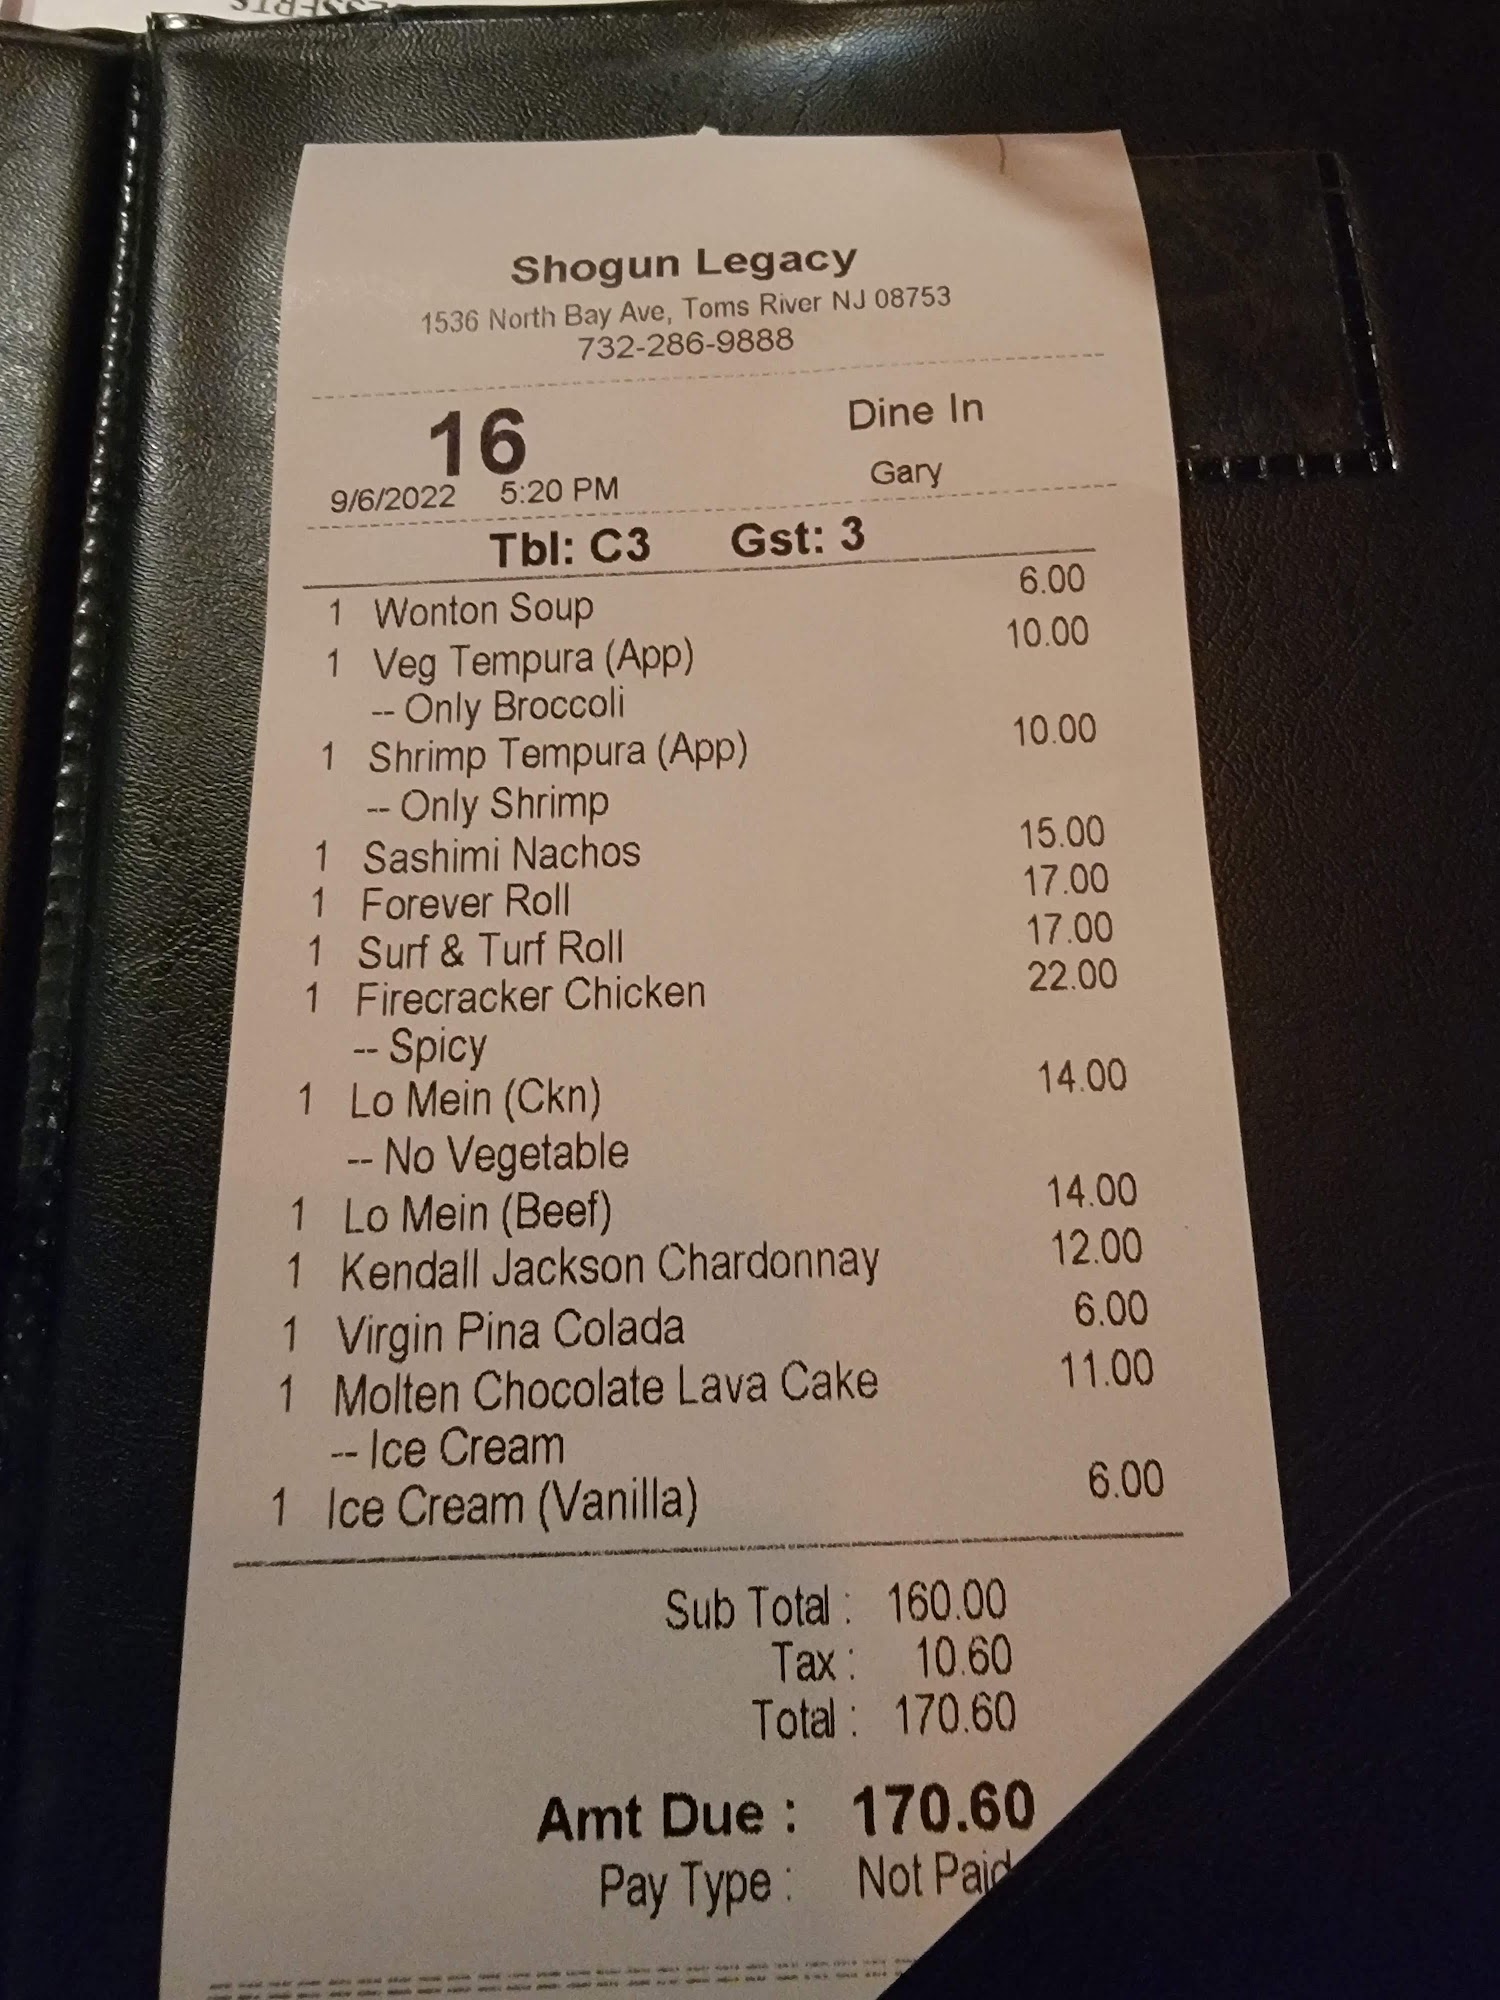 SSERTS
Shogun Legacy
1536 North Bay Ave, Toms River NJ 08753
732-286-9888
16 Dine In
9/6/2022 5:20 PM Gary
Tbl: C3 Gst: 3
1 Wonton Soup 6.00
1 Veg Tempura (App) 10.00
-- Only Broccoli
1 Shrimp Tempura (App) 10.00
-- Only Shrimp
1 Sashimi Nachos 15.00
1 Forever Roll 17.00
1 Surf & Turf Roll 17.00
1 Firecracker Chicken 22.00
-- Spicy
1 Lo Mein (Ckn) 14.00
-- No Vegetable
1 Lo Mein (Beef) 14.00
1 Kendall Jackson Chardonnay 12.00
1 Virgin Pina Colada 6.00
1 Molten Chocolate Lava Cake 11.00
-- Ice Cream
1 Ice Cream (Vanilla) 6.00
Sub Total : 160.00
Tax : 10.60
Total : 170.60
Amt Due : 170.60
Pay Type : Not Paid